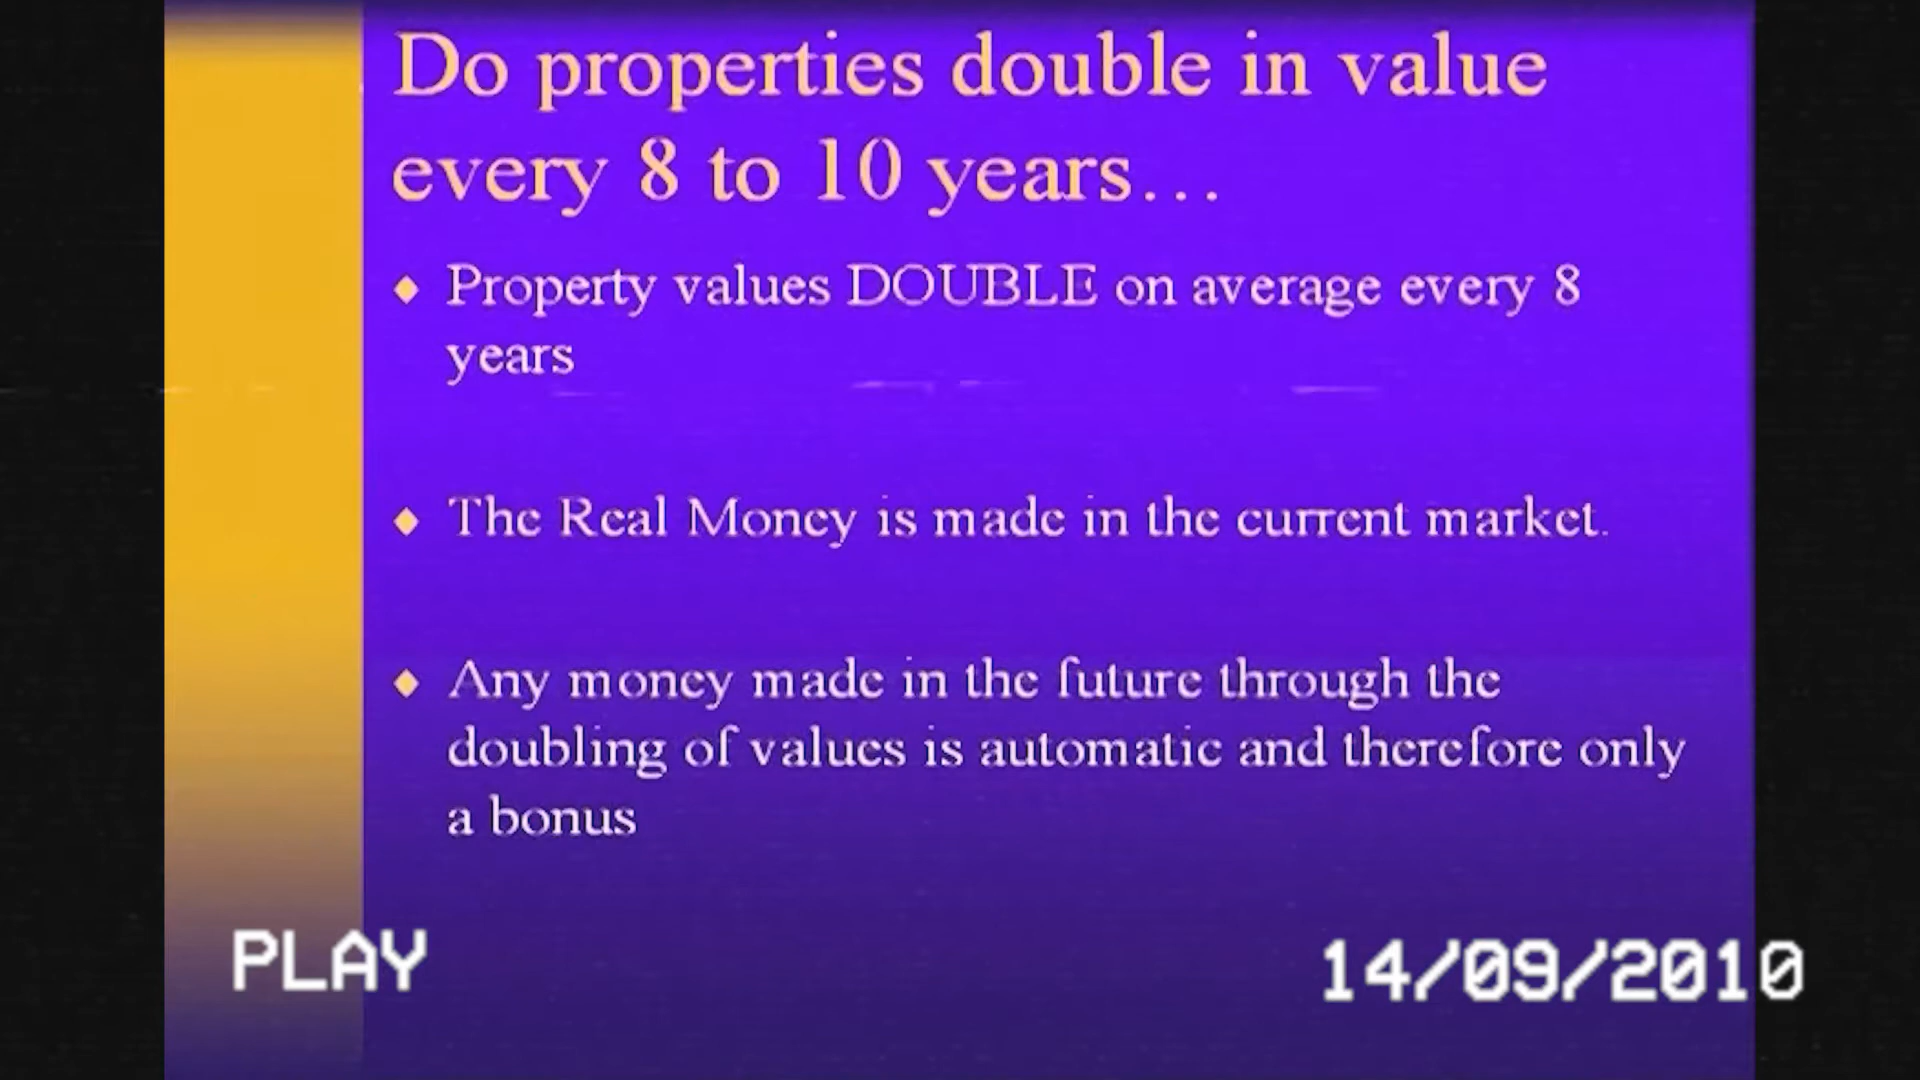 Do properties double in value
every 8 to 10 years…
Property values DOUBLE on average every 8
years
The Real Money is made in the current market.
Any money made in the future through the
doubling of values is automatic and therefore only
a bonus
PLAY
14/09/2010